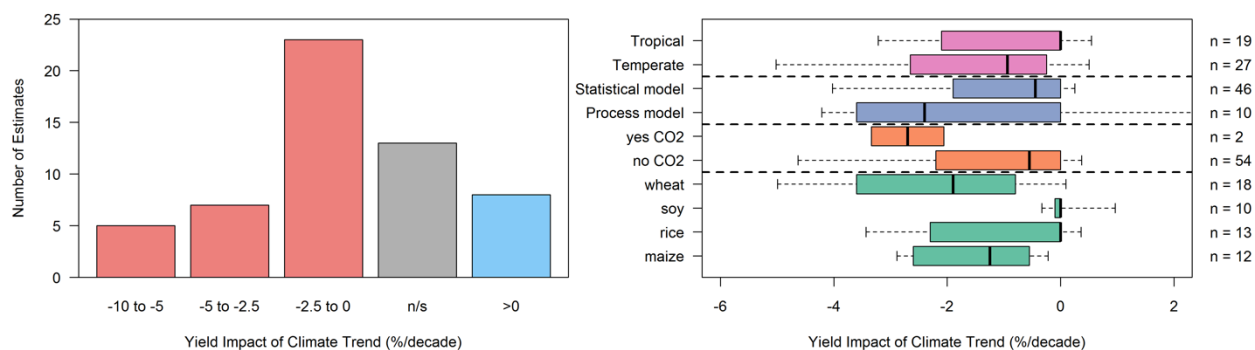 25
20
15
10
5
0
Number of Estimates
-10 to -5 -5 to -2.5 -2.5 to 0 n/s >0
Yield Impact of Climate Trend (%/decade)
Tropical n = 19
Temperate n = 27
Statistical model n = 46
Process model n = 10
yes CO2 n = 2
no CO2 n = 54
wheat n = 18
soy n = 10
rice n = 13
maize n = 12
-6 -4 -2 0 2
Yield Impact of Climate Trend (%/decade)